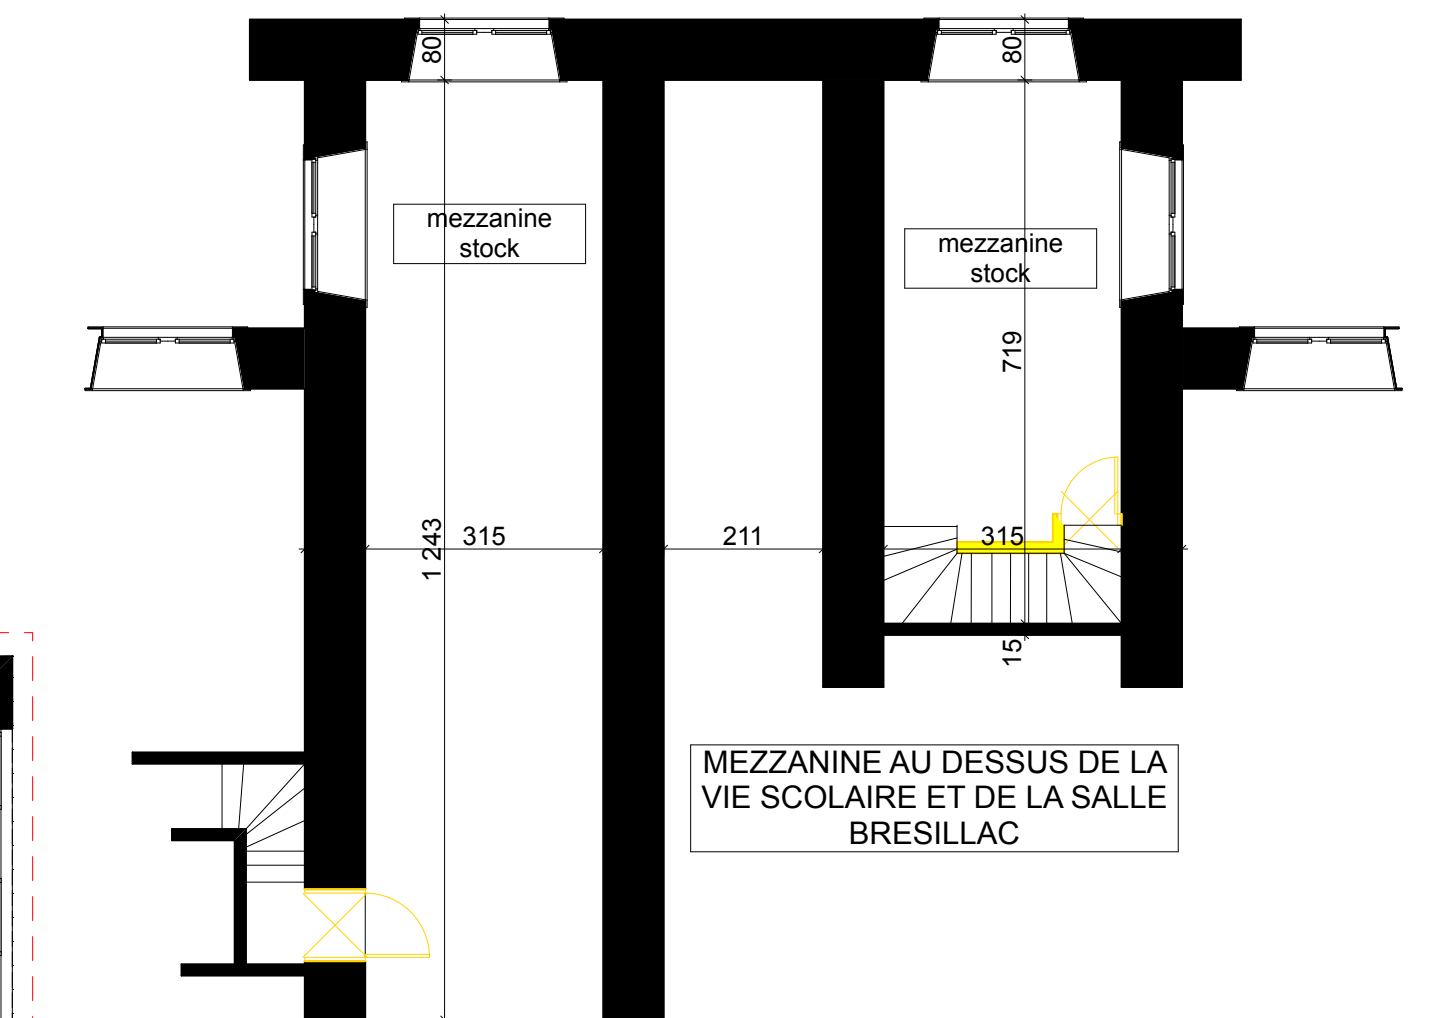 80
80
mezzanine
stock
mezzanine
stock
719
1 243
315
211
315
15
MEZZANINE AU DESSUS DE LA
VIE SCOLAIRE ET DE LA SALLE
BRESILLAC